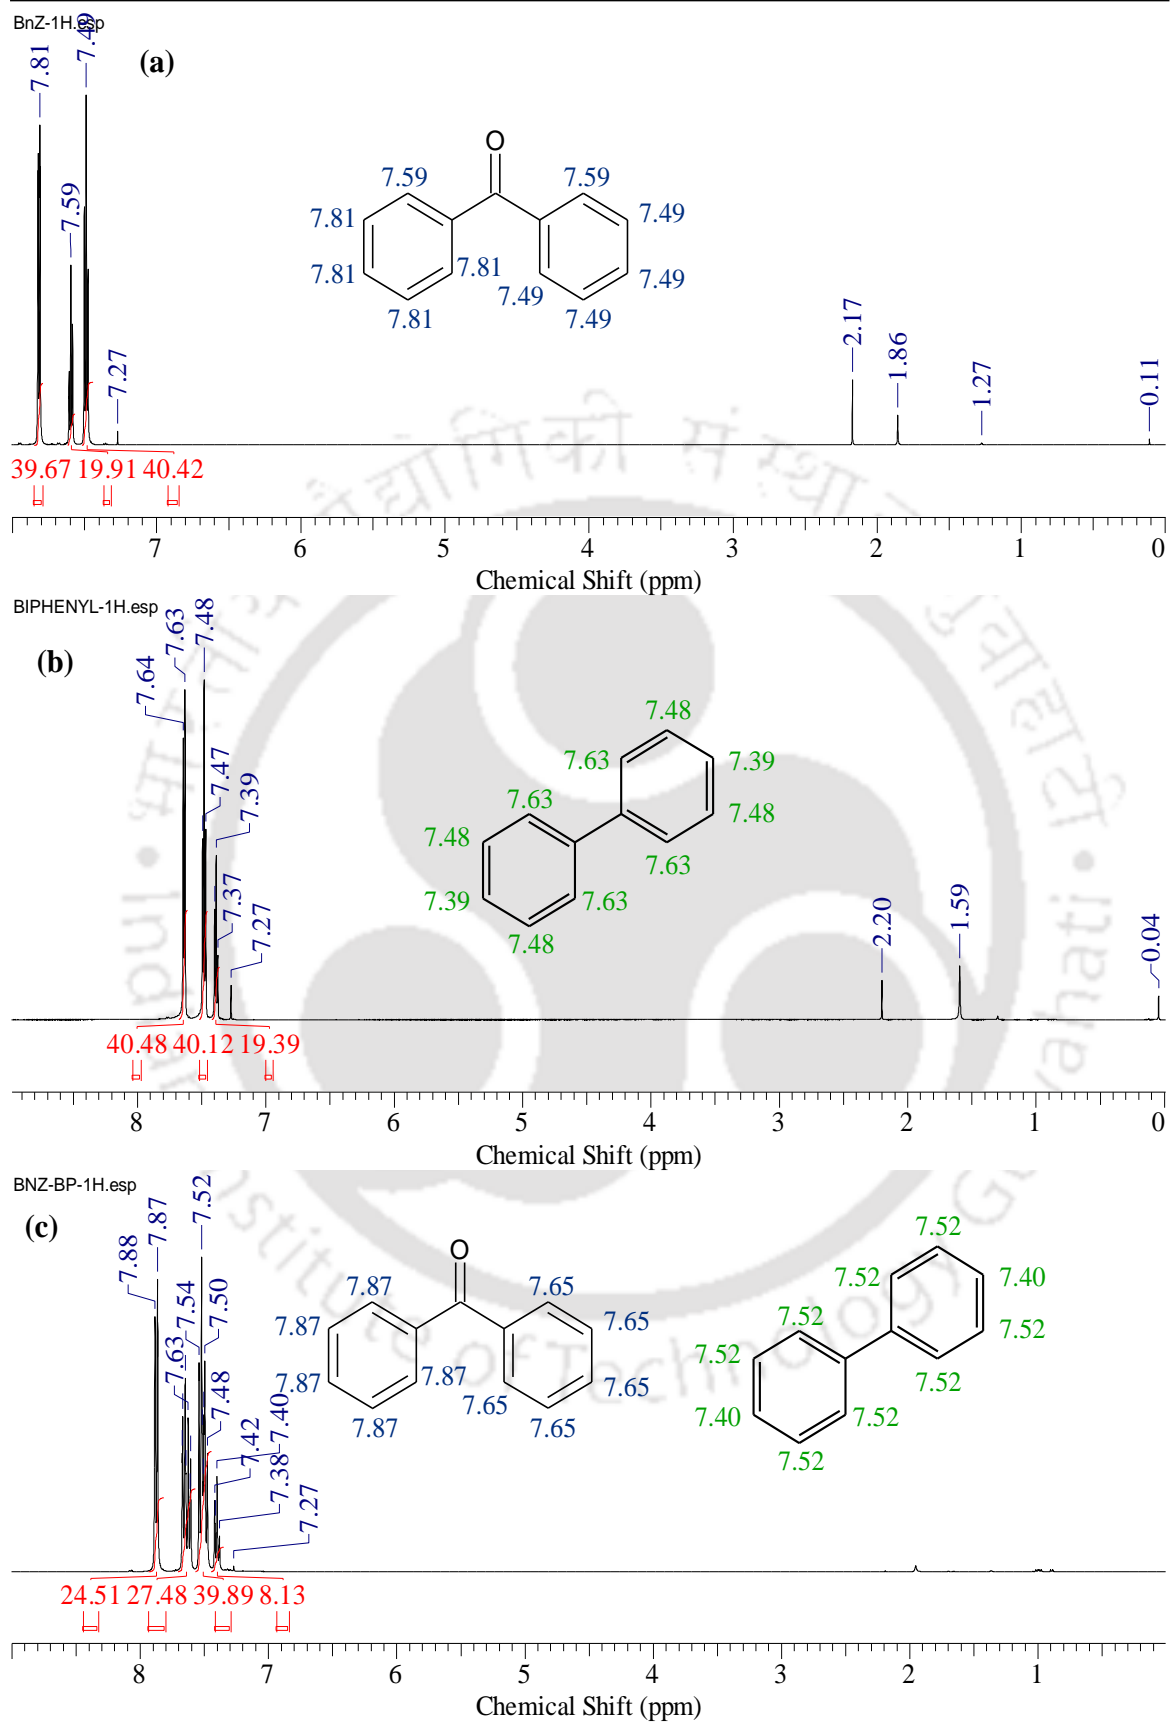 BnZ-1H.esp
(a)
7.81
7.49
7.59
7.27
2.17
1.86
1.27
0.11
O
7.59 7.59
7.81 7.49
7.81 7.81 7.49 7.49
7.81 7.49
39.67 19.91 40.42
7 6 5 4 3 2 1 0
Chemical Shift (ppm)
BIPHENYL-1H.esp
(b)
7.64
7.63
7.48
7.47
7.39
7.37
7.27
2.20
1.59
0.04
7.48
7.63 7.39
7.63 7.48
7.48 7.63
7.39 7.63
7.48
40.48 40.12 19.39
8 7 6 5 4 3 2 1 0
Chemical Shift (ppm)
BNZ-BP-1H.esp
(c)
7.88
7.87
7.63
7.54
7.52
7.50
7.48
7.42
7.38
7.40
7.27
O
7.87 7.65
7.87 7.65
7.87 7.87 7.65 7.65
7.87 7.65
7.52
7.52 7.40
7.52 7.52
7.52 7.52
7.40 7.52
7.52
24.51 27.48 39.89 8.13
8 7 6 5 4 3 2 1
Chemical Shift (ppm)
stitute of Technology Gu
wahati